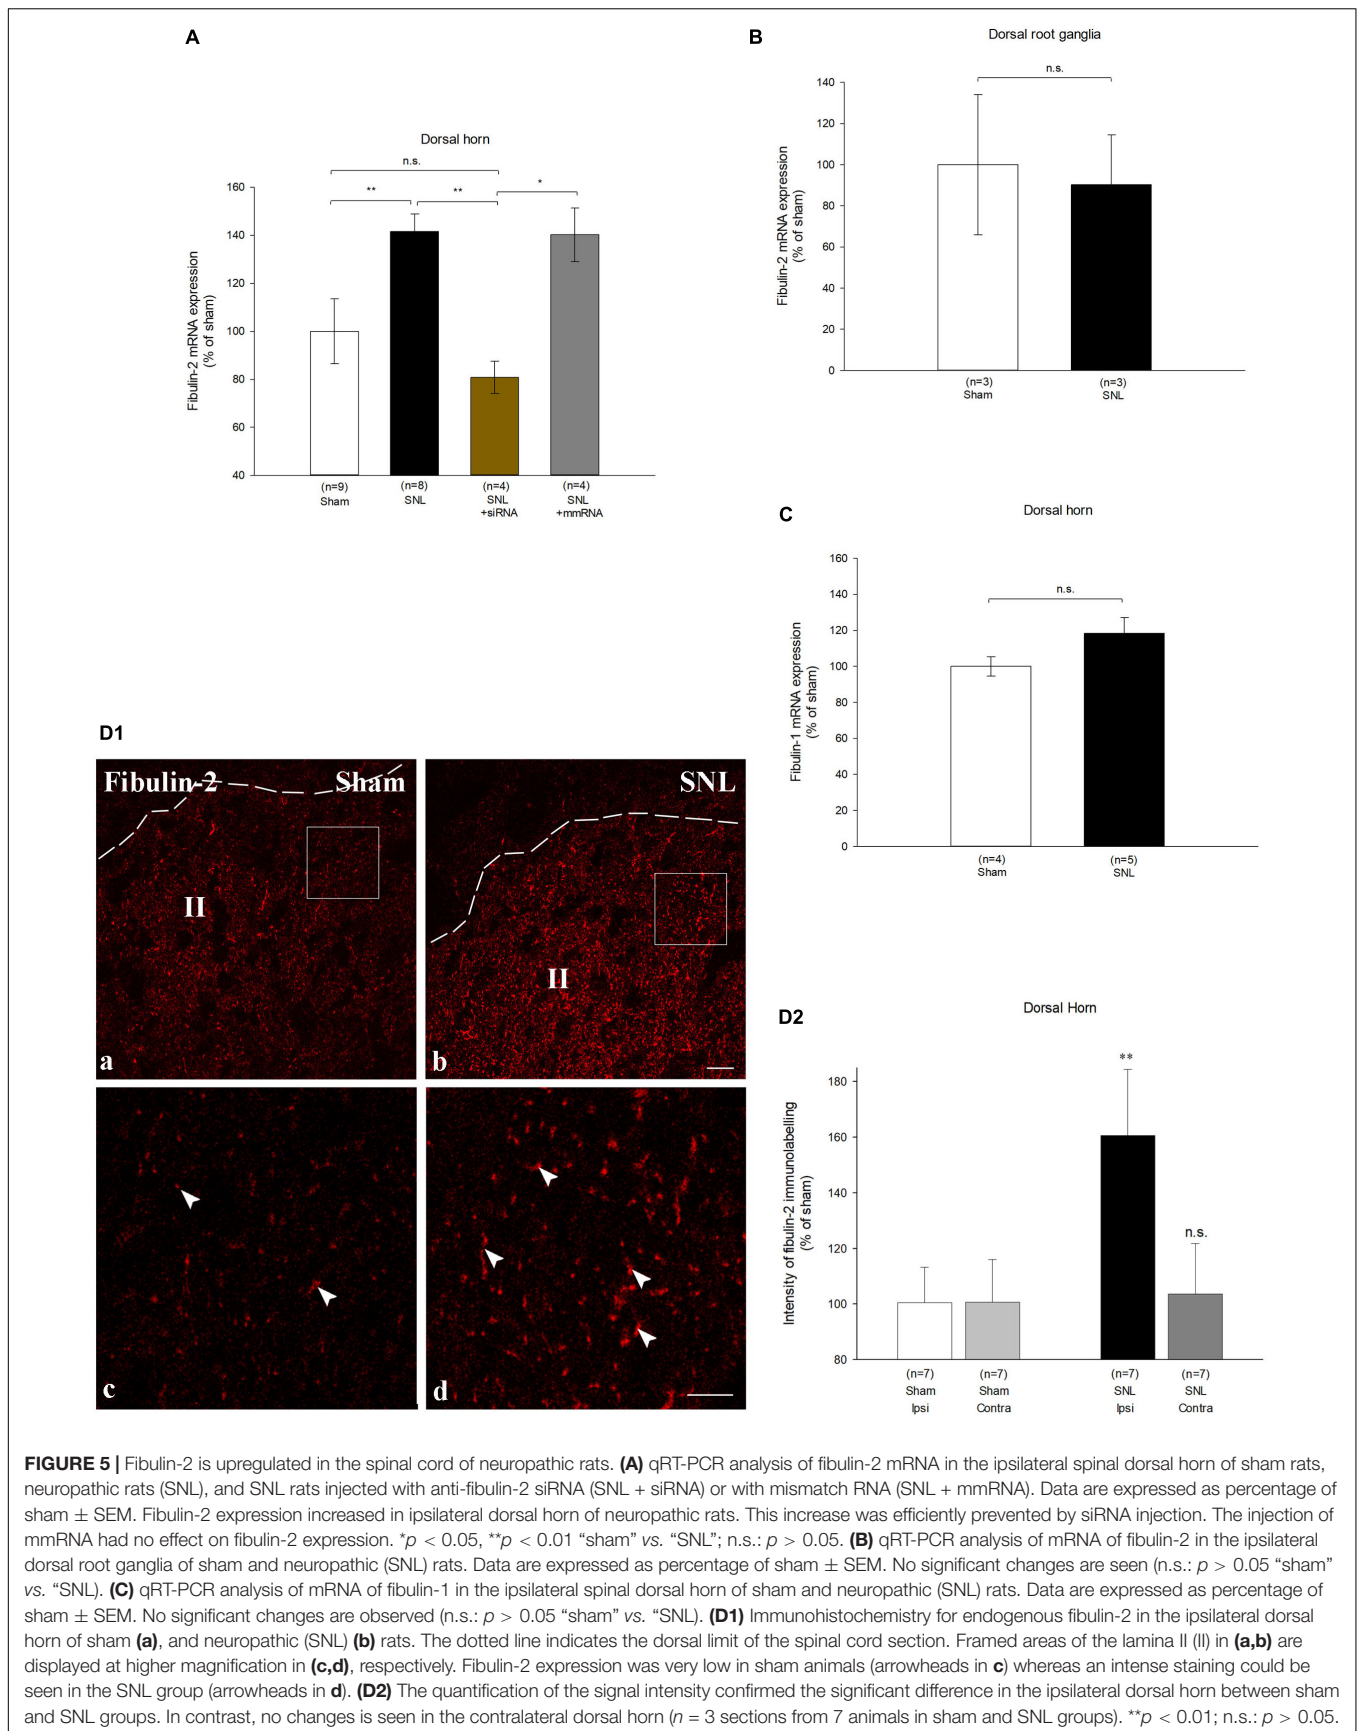 A
Dorsal horn
n.s.
**
**
*
Fibulin-2 mRNA expression
(% of sham)
160
140
120
100
80
60
40
(n=9)
Sham
(n=8)
SNL
(n=4)
SNL
+siRNA
(n=4)
SNL
+mmRNA
B
Dorsal root ganglia
n.s.
Fibulin-2 mRNA expression
(% of sham)
140
120
100
80
60
40
20
0
(n=3)
Sham
(n=3)
SNL
C
Dorsal horn
n.s.
Fibulin-1 mRNA expression
(% of sham)
160
140
120
100
80
60
40
20
0
(n=4)
Sham
(n=5)
SNL
D1
Fibulin-2 Sham
II
a
SNL
II
b
c
d
D2
Dorsal Horn
**
n.s.
Intensity of fibulin-2 immunolabelling
(% of sham)
180
160
140
120
100
80
(n=7)
Sham
Ipsi
(n=7)
Sham
Contra
(n=7)
SNL
Ipsi
(n=7)
SNL
Contra
FIGURE 5 | Fibulin-2 is upregulated in the spinal cord of neuropathic rats. (A) qRT-PCR analysis of fibulin-2 mRNA in the ipsilateral spinal dorsal horn of sham rats,
neuropathic rats (SNL), and SNL rats injected with anti-fibulin-2 siRNA (SNL + siRNA) or with mismatch RNA (SNL + mmRNA). Data are expressed as percentage of
sham ± SEM. Fibulin-2 expression increased in ipsilateral dorsal horn of neuropathic rats. This increase was efficiently prevented by siRNA injection. The injection of
mmRNA had no effect on fibulin-2 expression. *p < 0.05, **p < 0.01 “sham” vs. “SNL”; n.s.: p > 0.05. (B) qRT-PCR analysis of mRNA of fibulin-2 in the ipsilateral
dorsal root ganglia of sham and neuropathic (SNL) rats. Data are expressed as percentage of sham ± SEM. No significant changes are seen (n.s.: p > 0.05 “sham”
vs. “SNL). (C) qRT-PCR analysis of mRNA of fibulin-1 in the ipsilateral spinal dorsal horn of sham and neuropathic (SNL) rats. Data are expressed as percentage of
sham ± SEM. No significant changes are observed (n.s.: p > 0.05 “sham” vs. “SNL). (D1) Immunohistochemistry for endogenous fibulin-2 in the ipsilateral dorsal
horn of sham (a), and neuropathic (SNL) (b) rats. The dotted line indicates the dorsal limit of the spinal cord section. Framed areas of the lamina II (II) in (a,b) are
displayed at higher magnification in (c,d), respectively. Fibulin-2 expression was very low in sham animals (arrowheads in c) whereas an intense staining could be
seen in the SNL group (arrowheads in d). (D2) The quantification of the signal intensity confirmed the significant difference in the ipsilateral dorsal horn between sham
and SNL groups. In contrast, no changes is seen in the contralateral dorsal horn (n = 3 sections from 7 animals in sham and SNL groups). **p < 0.01; n.s.: p > 0.05.